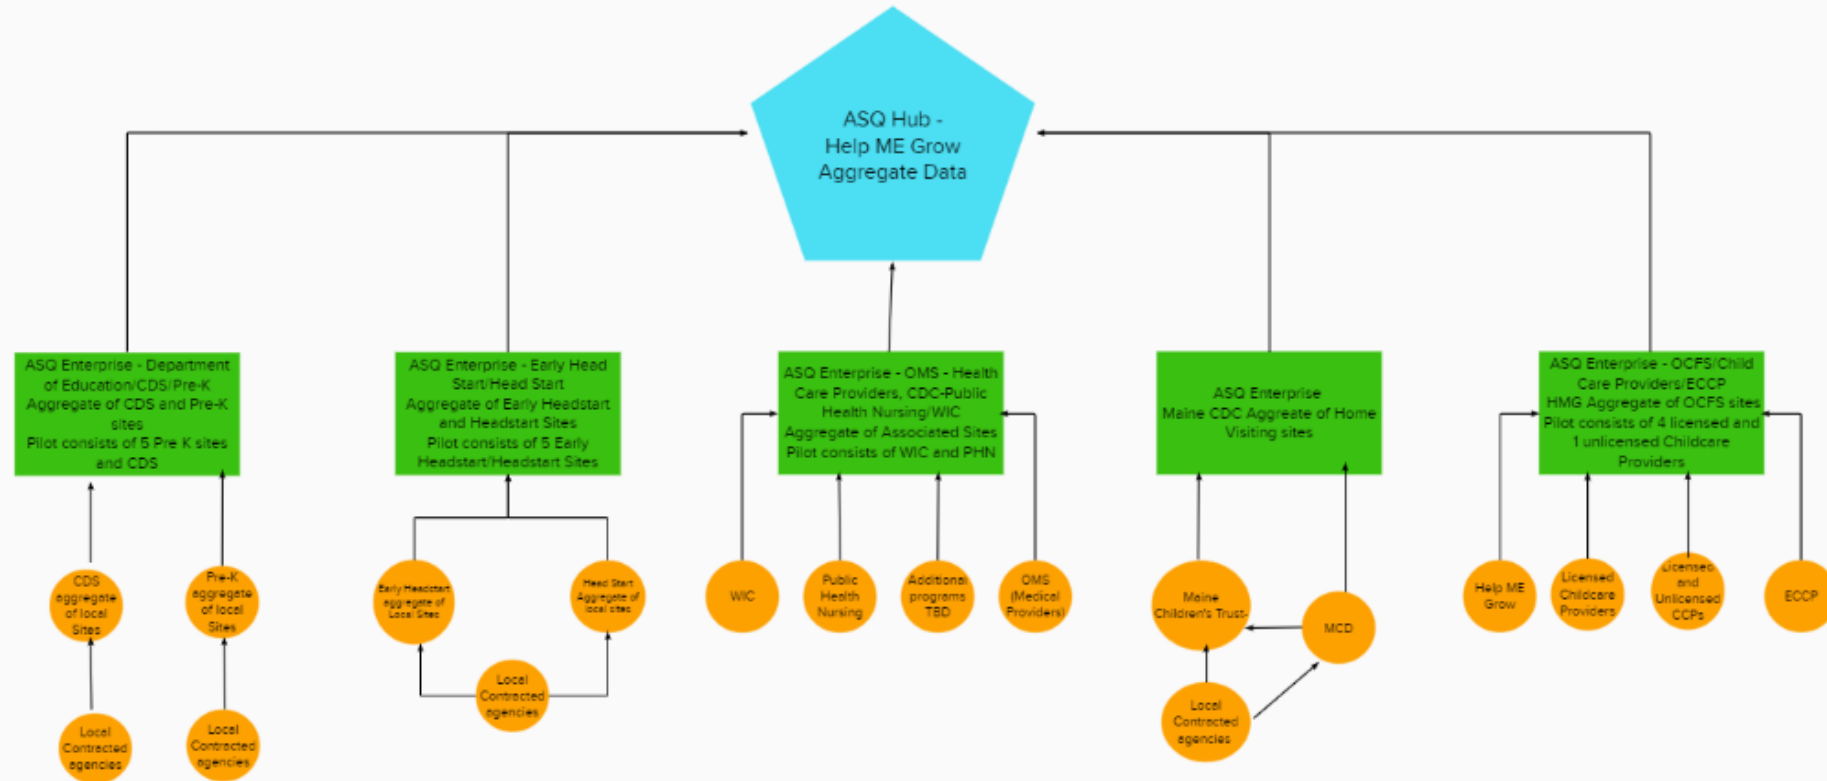 ASQ Hub -
Help ME Grow
Aggregate Data
ASQ Enterprise - Department
of Education/CDS/Pre-K
Aggregate of CDS and Pre-K
sites
Pilot consists of 5 Pre K sites
and CDS
ASQ Enterprise - Early Head
Start/Head Start
Aggregate of Early Headstart
and Headstart Sites
Pilot consists of 5 Early
Headstart/Headstart Sites
ASQ Enterprise - OMS - Health
Care Providers, CDC-Public
Health Nursing/WIC
Aggregate of Associated Sites
Pilot consists of WIC and PHN
ASQ Enterprise
Maine CDC Aggreate of Home
Visiting sites
ASQ Enterprise - OCFS/Child
Care Providers/ECCP
HMG Aggregate of OCFS sites
Pilot consists of 4 licensed and
1 unlicensed Childcare
Providers
CDS
aggregate
of local
Sites
Pre-K
aggregate
of local
Sites
Early Headstart
aggregate of
Local Sites
Head Start
Aggregate of
local sites
WIC
Public
Health
Nursing
Additional
programs
TBD
OMS
(Medical
Providers)
Maine
Children's Trust-
MCD
Help ME
Grow
Licensed
Childcare
Providers
Licensed
and
Unlicensed
CCPs
ECCP
Local
Contracted
agencies
Local
Contracted
agencies
Local
Contracted
agencies
Local
Contracted
agencies